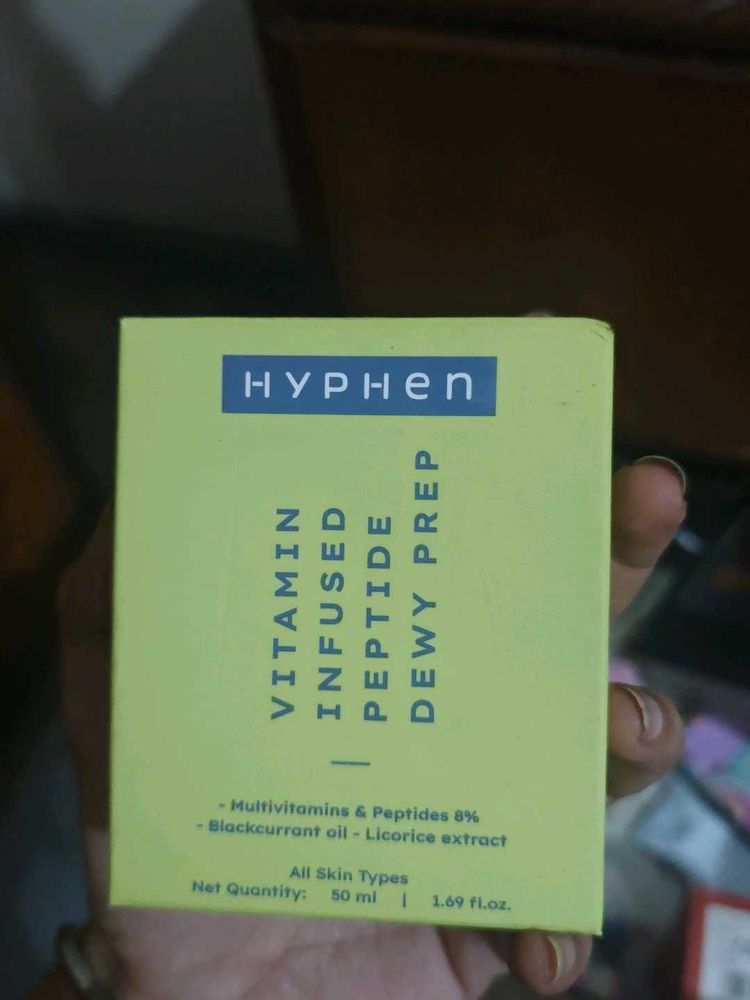 HYPHEN
VITAMIN
INFUSED
PEPTIDE
DEWY PREP
- Multivitamins & Peptides 8%
- Blackcurrant oil - Licorice extract
All Skin Types
Net Quantity: 50 ml | 1.69 fl.oz.